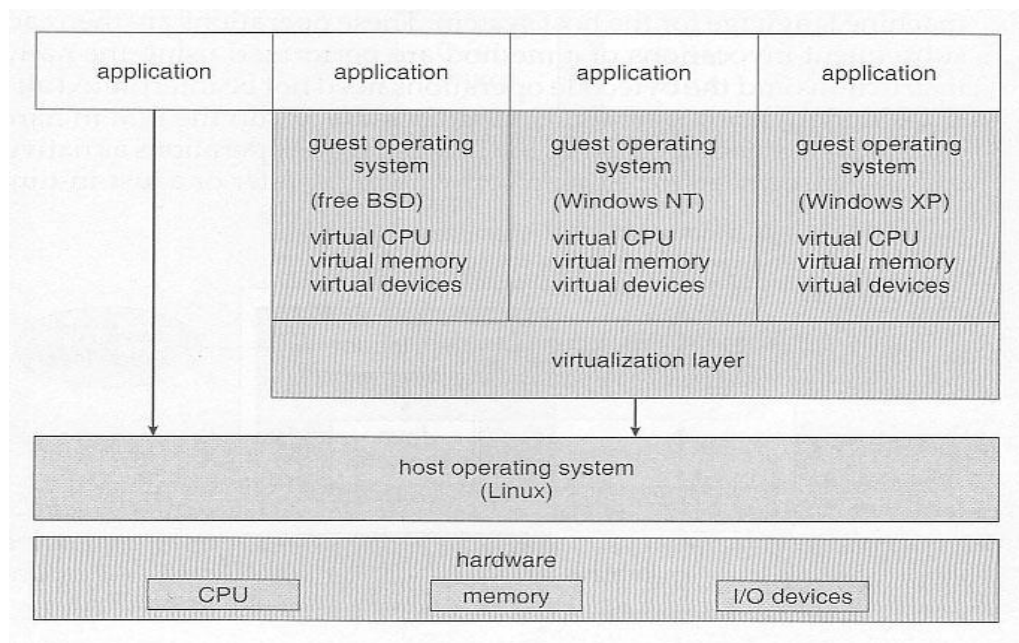 application
application
application
application
guest operating
system
(free BSD)
virtual CPU
virtual memory
virtual devices
guest operating
system
(Windows NT)
virtual CPU
virtual memory
virtual devices
guest operating
system
(Windows XP)
virtual CPU
virtual memory
virtual devices
virtualization layer
host operating system
(Linux)
hardware
CPU
memory
I/O devices